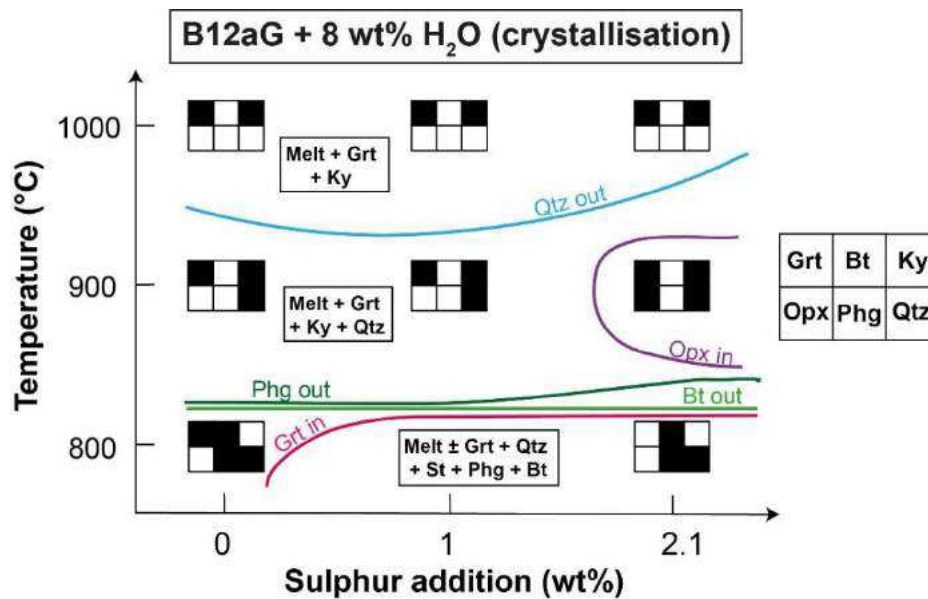 B12aG + 8 wt% H₂O (crystallisation)
Temperature (°C)
1000
900
800
Melt + Grt
+ Ky
Qtz out
Melt + Grt
+ Ky + Qtz
Opx in
Phg out
Bt out
Grt in
Melt ± Grt + Qtz
+ St + Phg + Bt
Grt Bt Ky
Opx Phg Qtz
0 1 2.1
Sulphur addition (wt%)